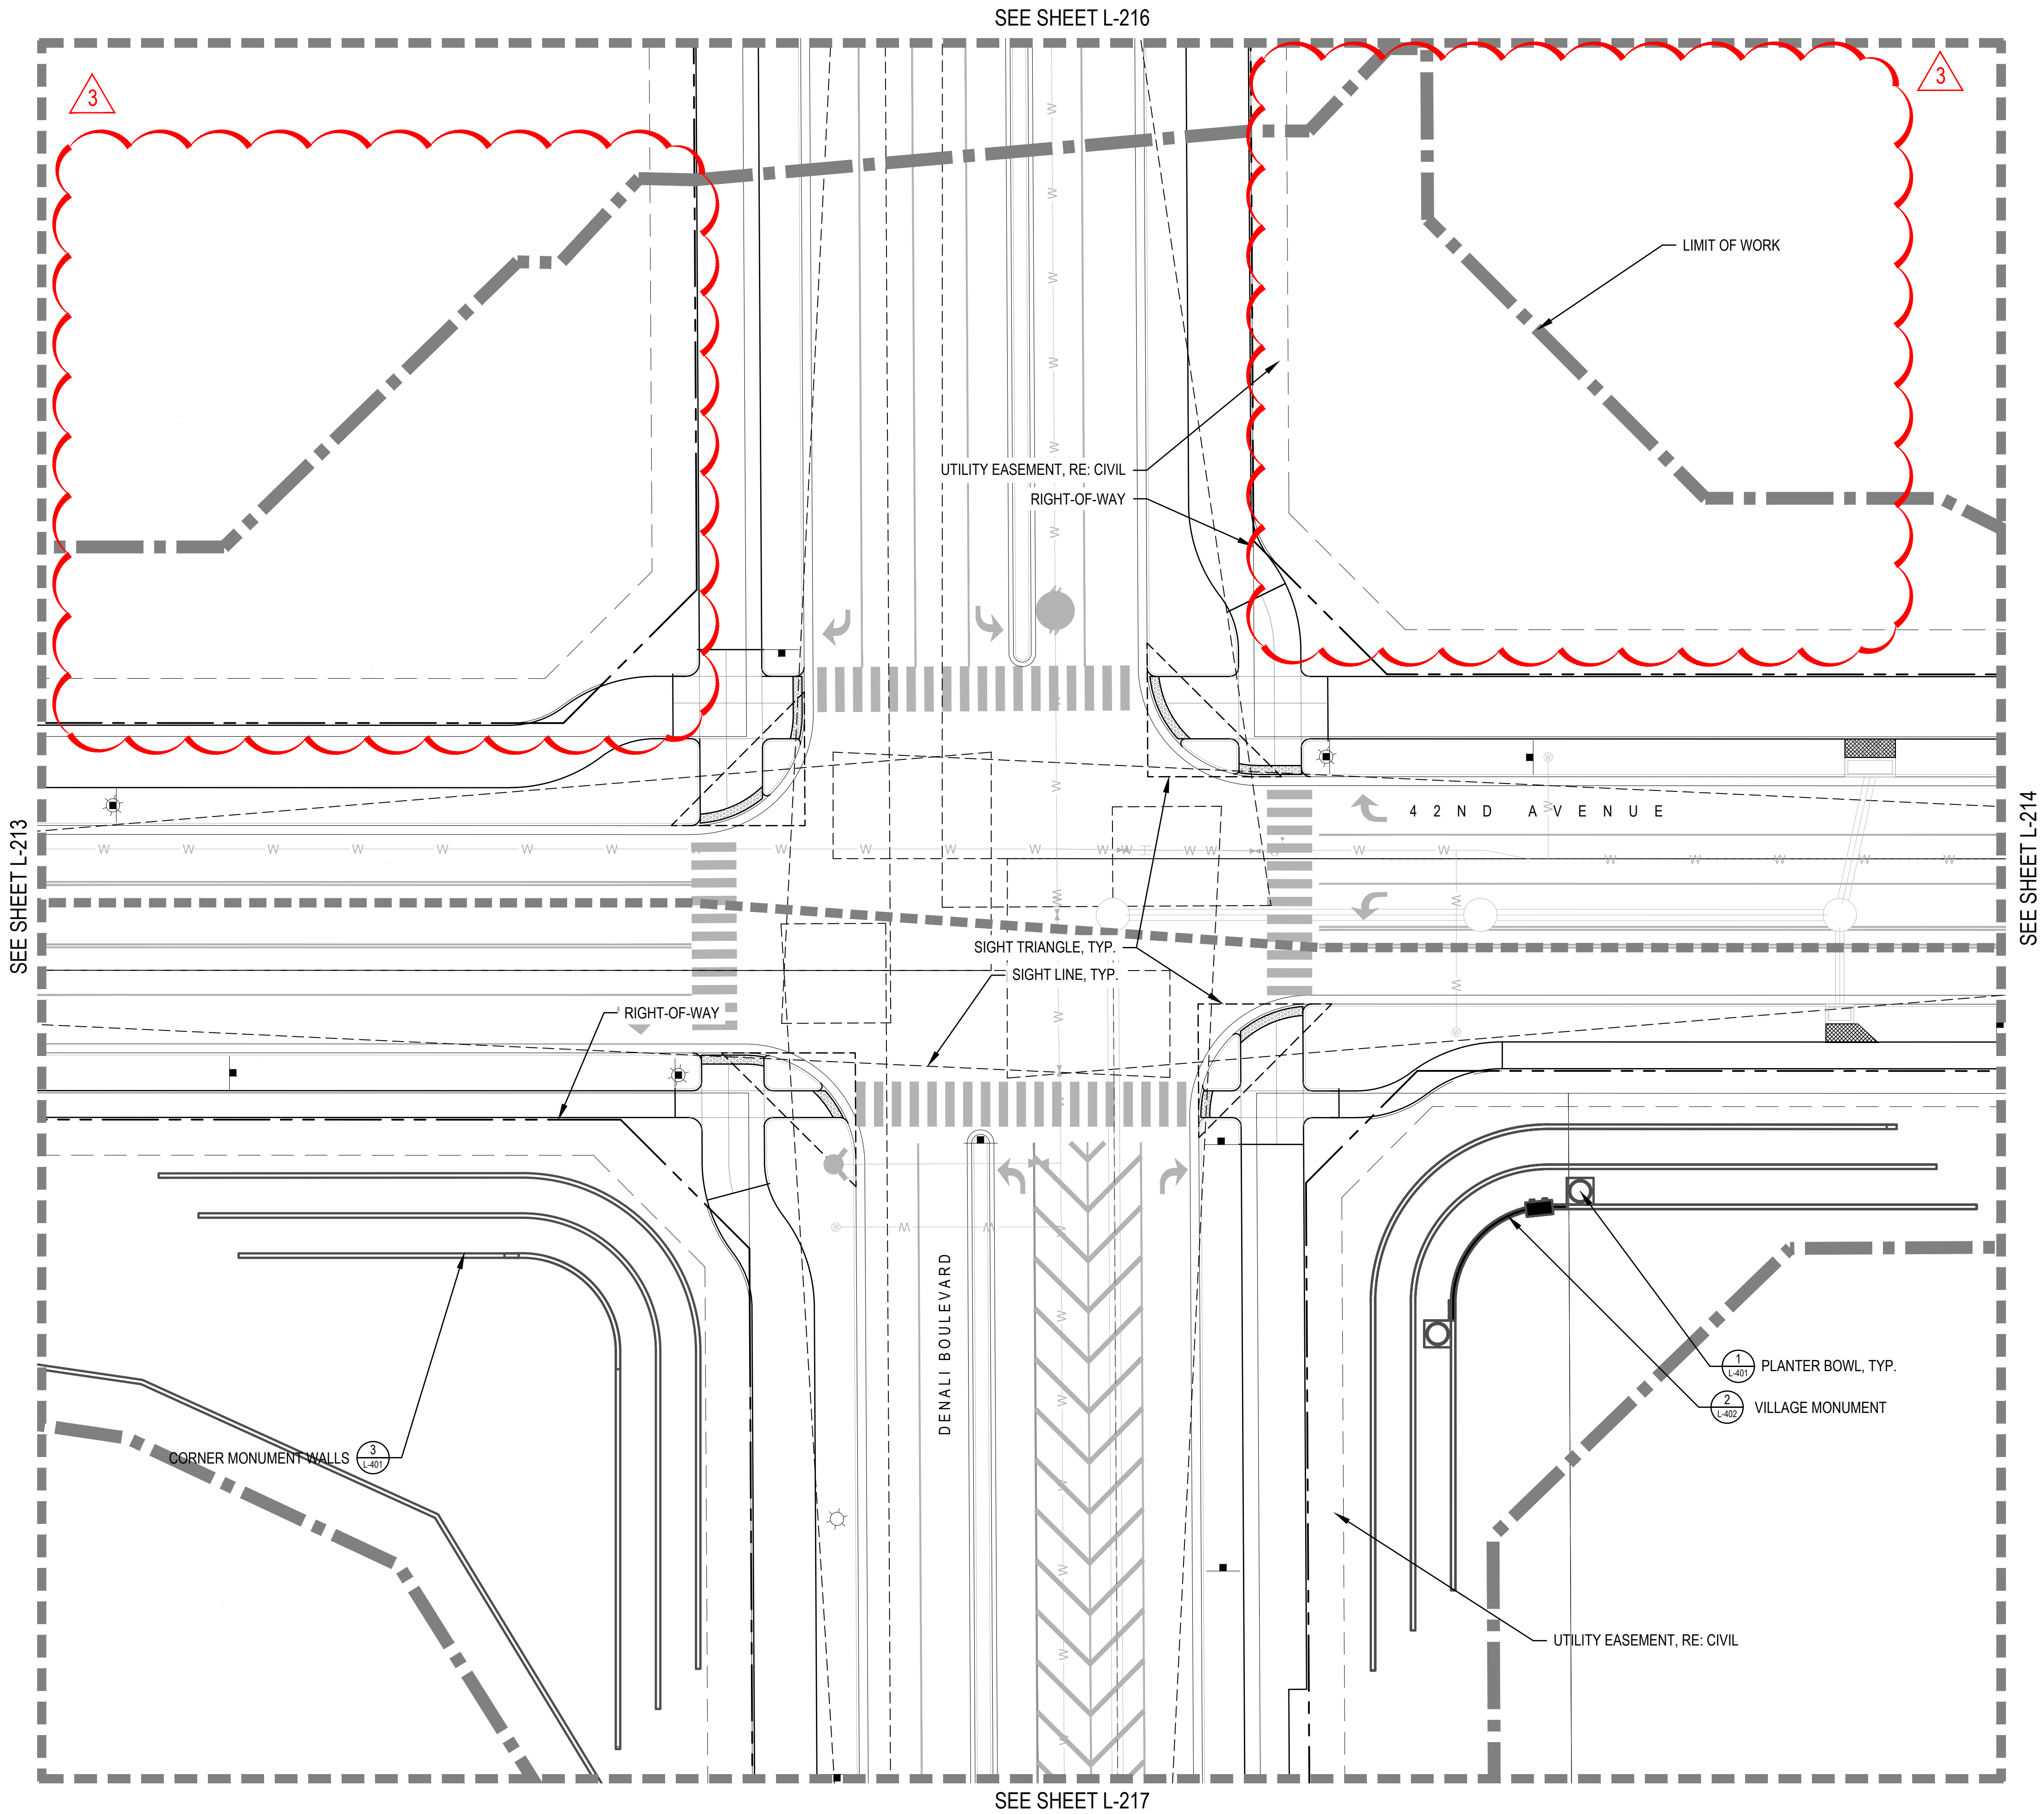 SEE SHEET L-216
3
3
LIMIT OF WORK
UTILITY EASEMENT, RE: CIVIL
RIGHT-OF-WAY
42ND AVENUE
SEE SHEET L-213
SEE SHEET L-214
W W W W W W W W W W W W W W W W W W W W W
SIGHT TRIANGLE, TYP.
SIGHT LINE, TYP.
RIGHT-OF-WAY
DENALI BOULEVARD
1
L-401
PLANTER BOWL, TYP.
2
L-402
VILLAGE MONUMENT
CORNER MONUMENT WALLS
3
L-401
UTILITY EASEMENT, RE: CIVIL
SEE SHEET L-217